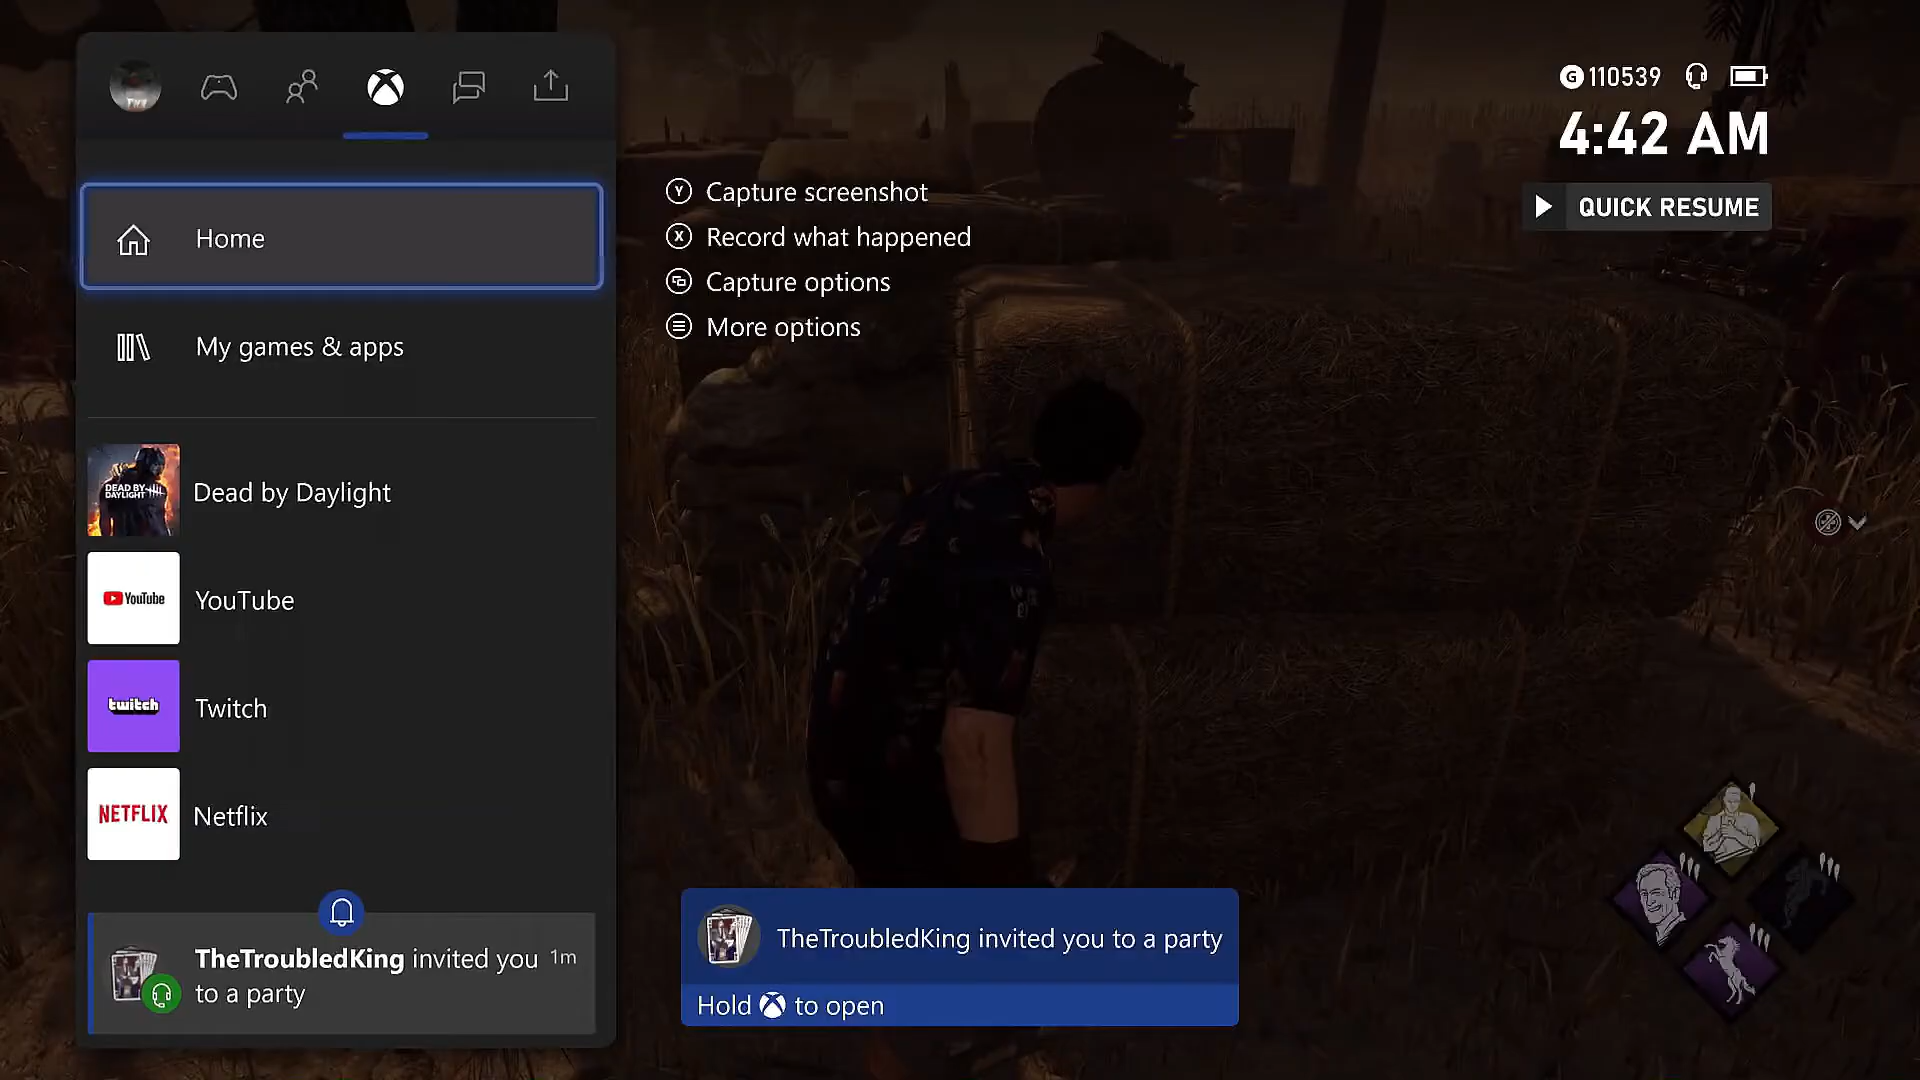 Home
My games & apps
DEAD BY DAYLIGHT
Dead by Daylight
YouTube
YouTube
twitch
Twitch
NETFLIX
Netflix
TheTroubledKing invited you 1m
to a party
Y Capture screenshot
X Record what happened
Capture options
More options
G 110539
4:42 AM
QUICK RESUME
TheTroubledKing invited you to a party
Hold to open